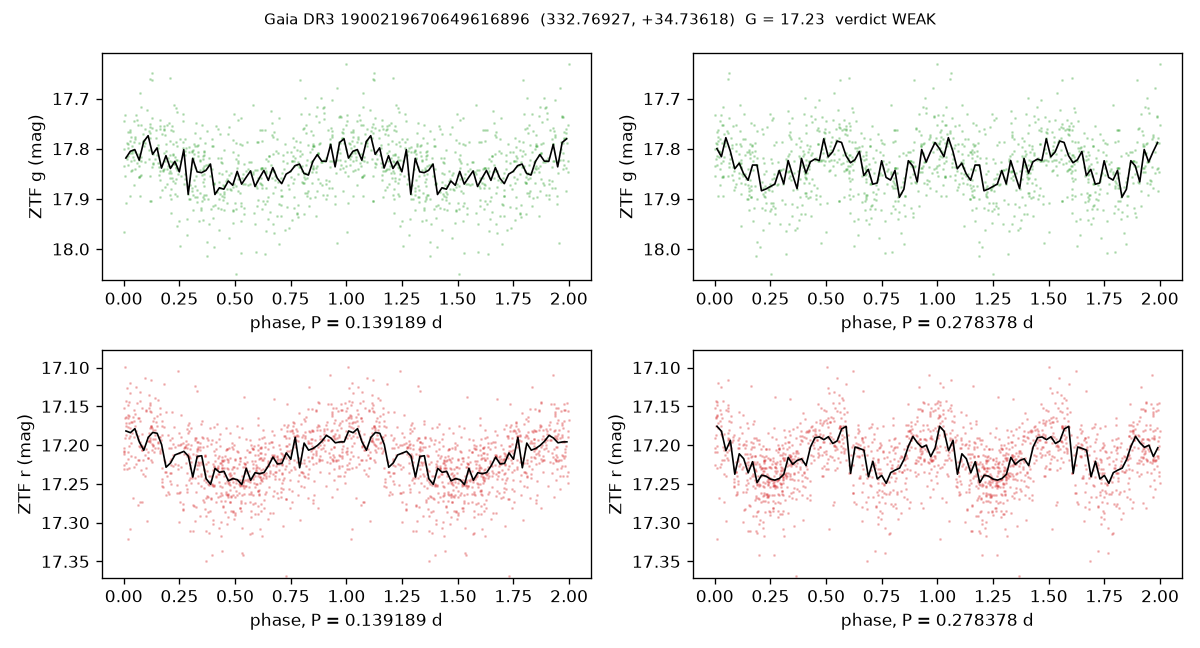 Gaia DR3 1900219670649616896  (332.76927, +34.73618)  G = 17.23  verdict WEAK
ZTF g (mag)
17.7
17.8
17.9
18.0
0.00 0.25 0.50 0.75 1.00 1.25 1.50 1.75 2.00
phase, P = 0.139189 d
ZTF g (mag)
17.7
17.8
17.9
18.0
0.00 0.25 0.50 0.75 1.00 1.25 1.50 1.75 2.00
phase, P = 0.278378 d
ZTF r (mag)
17.10
17.15
17.20
17.25
17.30
17.35
0.00 0.25 0.50 0.75 1.00 1.25 1.50 1.75 2.00
phase, P = 0.139189 d
ZTF r (mag)
17.10
17.15
17.20
17.25
17.30
17.35
0.00 0.25 0.50 0.75 1.00 1.25 1.50 1.75 2.00
phase, P = 0.278378 d